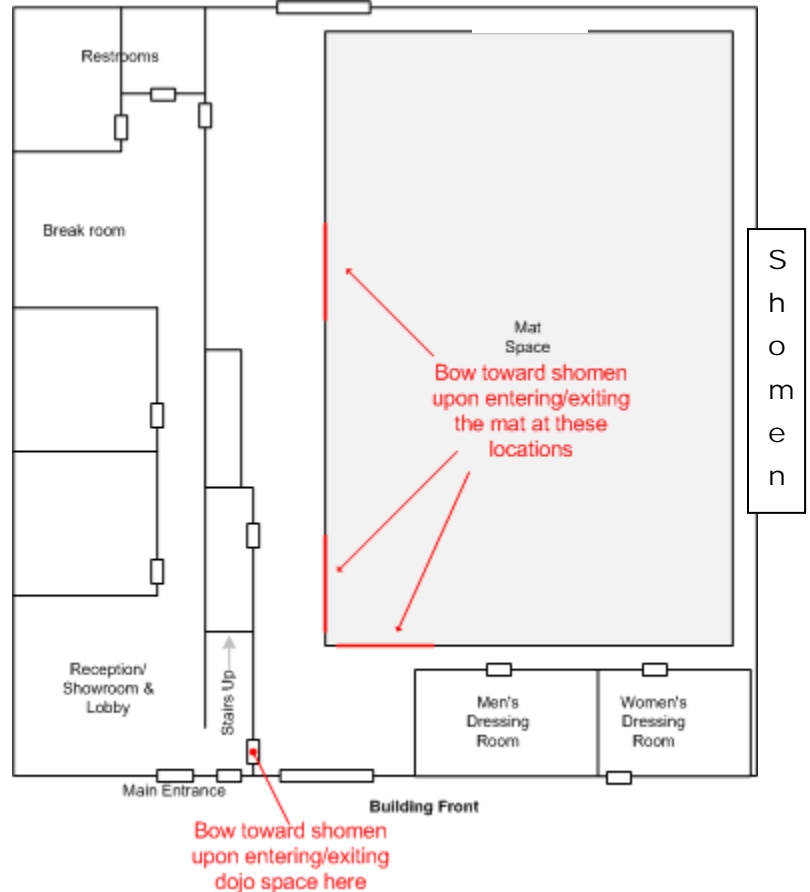 Restrooms
Break room
Mat
Space
Bow toward shomen
upon entering/exiting
the mat at these
locations
S
h
o
m
e
n
Reception/
Showroom &
Lobby
Stairs Up
Men's
Dressing
Room
Women's
Dressing
Room
Main Entrance
Building Front
Bow toward shomen
upon entering/exiting
dojo space here